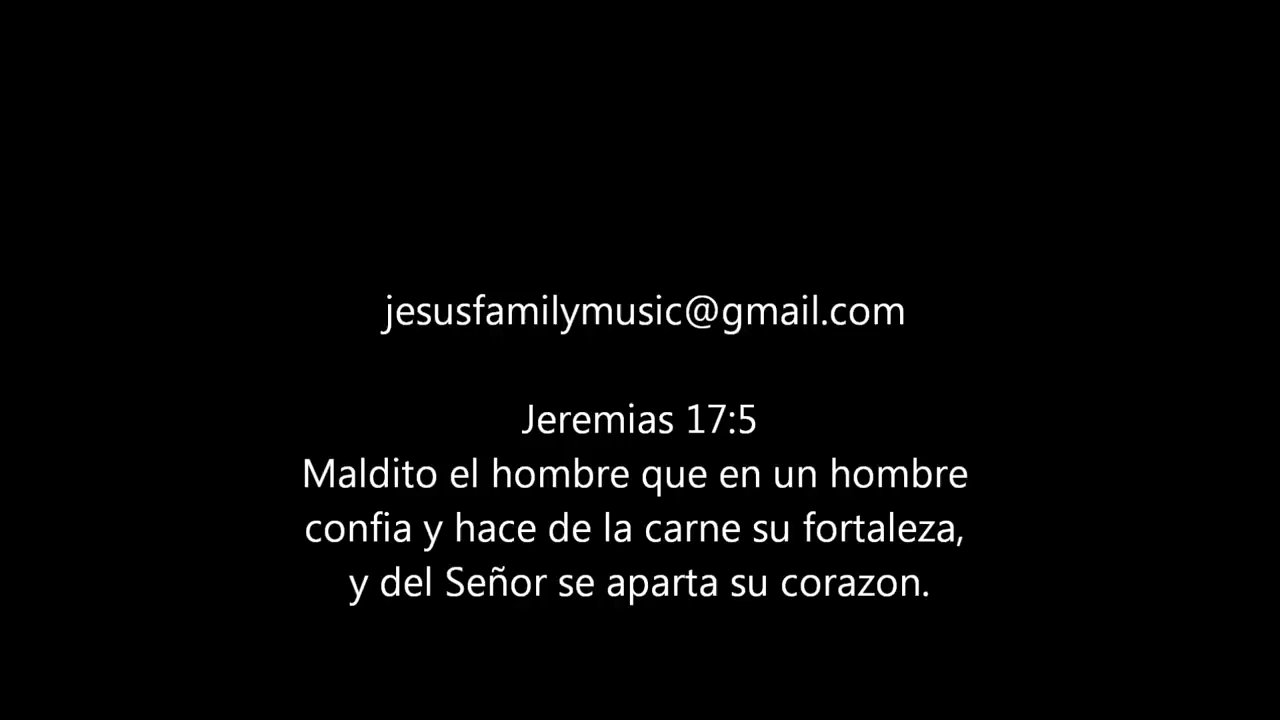 jesusfamilymusic@gmail.com
Jeremias 17:5
Maldito el hombre que en un hombre
confia y hace de la carne su fortaleza,
y del Señor se aparta su corazon.